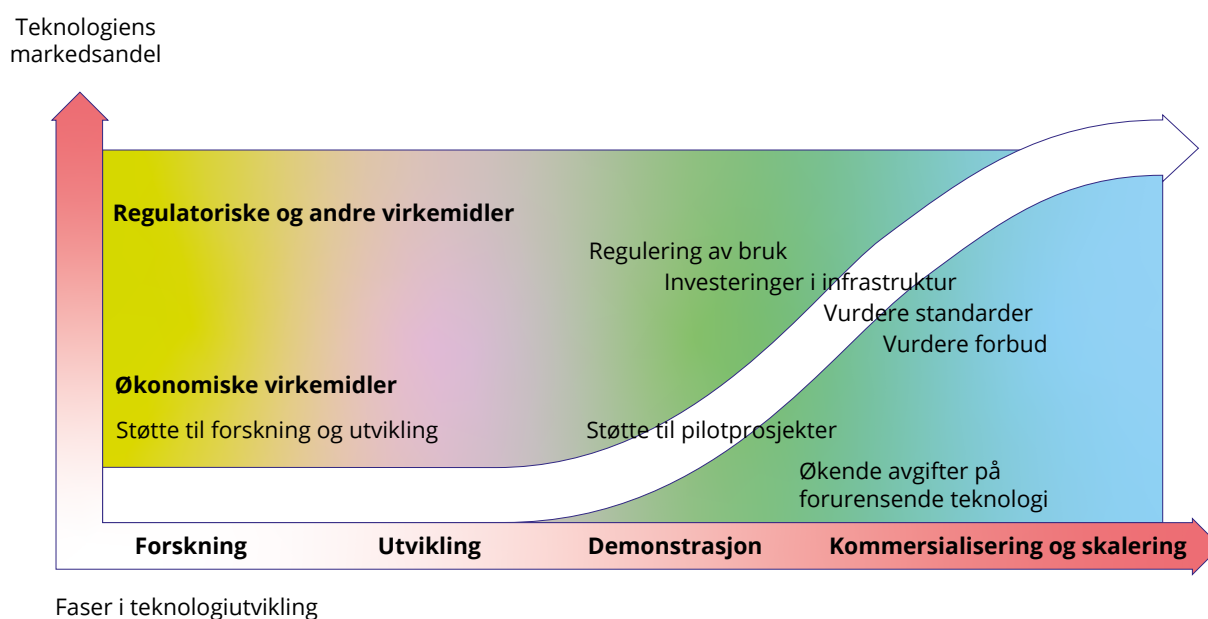 Teknologiens
markedsandel
Regulatoriske og andre virkemidler
Regulering av bruk
Investeringer i infrastruktur
Vurdere standarder
Vurdere forbud
Økonomiske virkemidler
Støtte til forskning og utvikling
Støtte til pilotprosjekter
Økende avgifter på
forurensende teknologi
Forskning
Utvikling
Demonstrasjon
Kommersialisering og skalering
Faser i teknologiutvikling